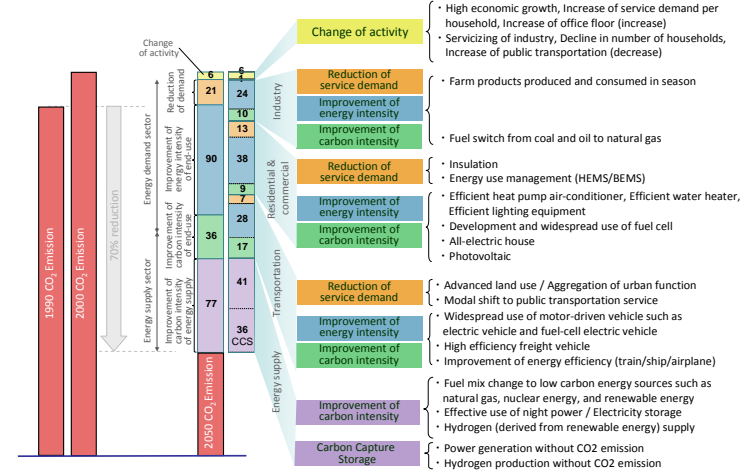 Change of activity
• High economic growth, Increase of service demand per
household, Increase of office floor (increase)
• Servicizing of industry, Decline in number of households,
Increase of public transportation (decrease)
Change
of activity
6
21
90
36
77
6
1
24
10
13
38
9
7
28
17
41
36
CCS
1990 CO2 Emission
2000 CO2 Emission
70% reduction
2050 CO2 Emission
Energy demand sector
Energy supply sector
Reduction
of demand
Improvement of
energy intensity
of end-use
Improvement of
carbon intensity
of end-use
Improvement of
carbon intensity
of energy supply
Industry
Reduction of
service demand
Improvement of
energy intensity
Improvement of
carbon intensity
• Farm products produced and consumed in season
• Fuel switch from coal and oil to natural gas
Residential &
commercial
Reduction of
service demand
Improvement of
energy intensity
Improvement of
carbon intensity
• Insulation
• Energy use management (HEMS/BEMS)
• Efficient heat pump air-conditioner, Efficient water heater,
Efficient lighting equipment
• Development and widespread use of fuel cell
• All-electric house
• Photovoltaic
Transportation
Reduction of
service demand
Improvement of
energy intensity
Improvement of
carbon intensity
• Advanced land use / Aggregation of urban function
• Modal shift to public transportation service
• Widespread use of motor-driven vehicle such as
electric vehicle and fuel-cell electric vehicle
• High efficiency freight vehicle
• Improvement of energy efficiency (train/ship/airplane)
Energy supply
Improvement of
carbon intensity
• Fuel mix change to low carbon energy sources such as
natural gas, nuclear energy, and renewable energy
• Effective use of night power / Electricity storage
• Hydrogen (derived from renewable energy) supply
Carbon Capture
Storage
• Power generation without CO2 emission
• Hydrogen production without CO2 emission